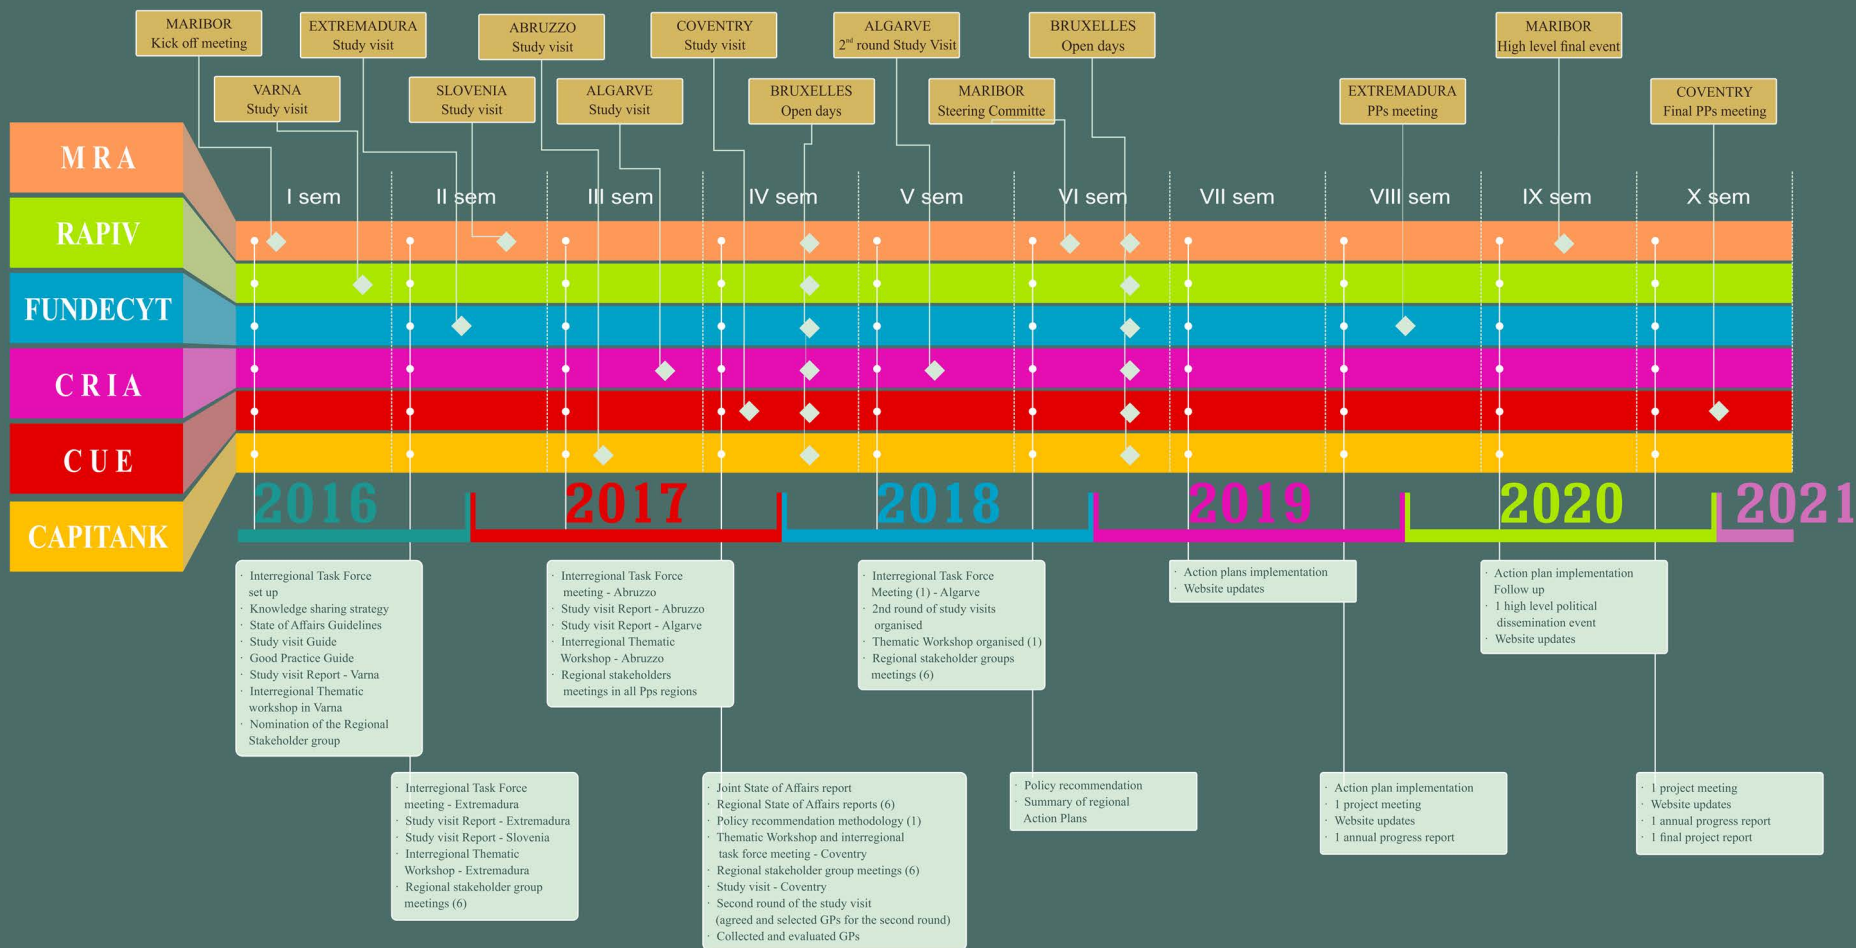 MARIBOR
Kick off meeting
EXTREMADURA
Study visit
ABRUZZO
Study visit
COVENTRY
Study visit
ALGARVE
2nd round Study Visit
BRUXELLES
Open days
MARIBOR
High level final event
VARNA
Study visit
SLOVENIA
Study visit
ALGARVE
Study visit
BRUXELLES
Open days
MARIBOR
Steering Committe
EXTREMADURA
PPs meeting
COVENTRY
Final PPs meeting
MRA
RAPIV
FUNDECYT
CRIA
CUE
CAPITANK
I sem
II sem
III sem
IV sem
V sem
VI sem
VII sem
VIII sem
IX sem
X sem
2016
2017
2018
2019
2020
2021
· Interregional Task Force
set up
· Knowledge sharing strategy
· State of Affairs Guidelines
· Study visit Guide
· Good Practice Guide
· Study visit Report - Varna
· Interregional Thematic
workshop in Varna
· Nomination of the Regional
Stakeholder group
· Interregional Task Force
meeting - Abruzzo
· Study visit Report - Abruzzo
· Study visit Report - Algarve
· Interregional Thematic
Workshop - Abruzzo
· Regional stakeholders
meetings in all Pps regions
· Interregional Task Force
Meeting (1) - Algarve
· 2nd round of study visits
organised
· Thematic Workshop organised (1)
· Regional stakeholder groups
meetings (6)
· Action plans implementation
· Website updates
· Action plan implementation
Follow up
· 1 high level political
dissemination event
· Website updates
· Interregional Task Force
meeting - Extremadura
· Study visit Report - Extremadura
· Study visit Report - Slovenia
· Interregional Thematic
Workshop - Extremadura
· Regional stakeholder group
meetings (6)
· Joint State of Affairs report
· Regional State of Affairs reports (6)
· Policy recommendation methodology (1)
· Thematic Workshop and interregional
task force meeting - Coventry
· Regional stakeholder group meetings (6)
· Study visit - Coventry
· Second round of the study visit
(agreed and selected GPs for the second round)
· Collected and evaluated GPs
· Policy recommendation
· Summary of regional
Action Plans
· Action plan implementation
· 1 project meeting
· Website updates
· 1 annual progress report
· 1 project meeting
· Website updates
· 1 annual progress report
· 1 final project report